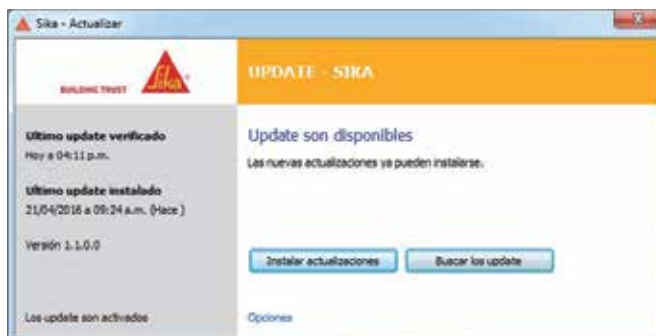 Sika - Actualizar
BUILDING TRUST
Sika®
UPDATE - SIKA
Ultimo update verificado
Hoy a 04:11 p.m.
Ultimo update instalado
21/04/2016 a 09:24 a.m. (Hace )
Versión 1.1.0.0
Los update son activados
Update son disponibles
Las nuevas actualizaciones ya pueden instalarse.
Instalar actualizaciones
Buscar los update
Opciones